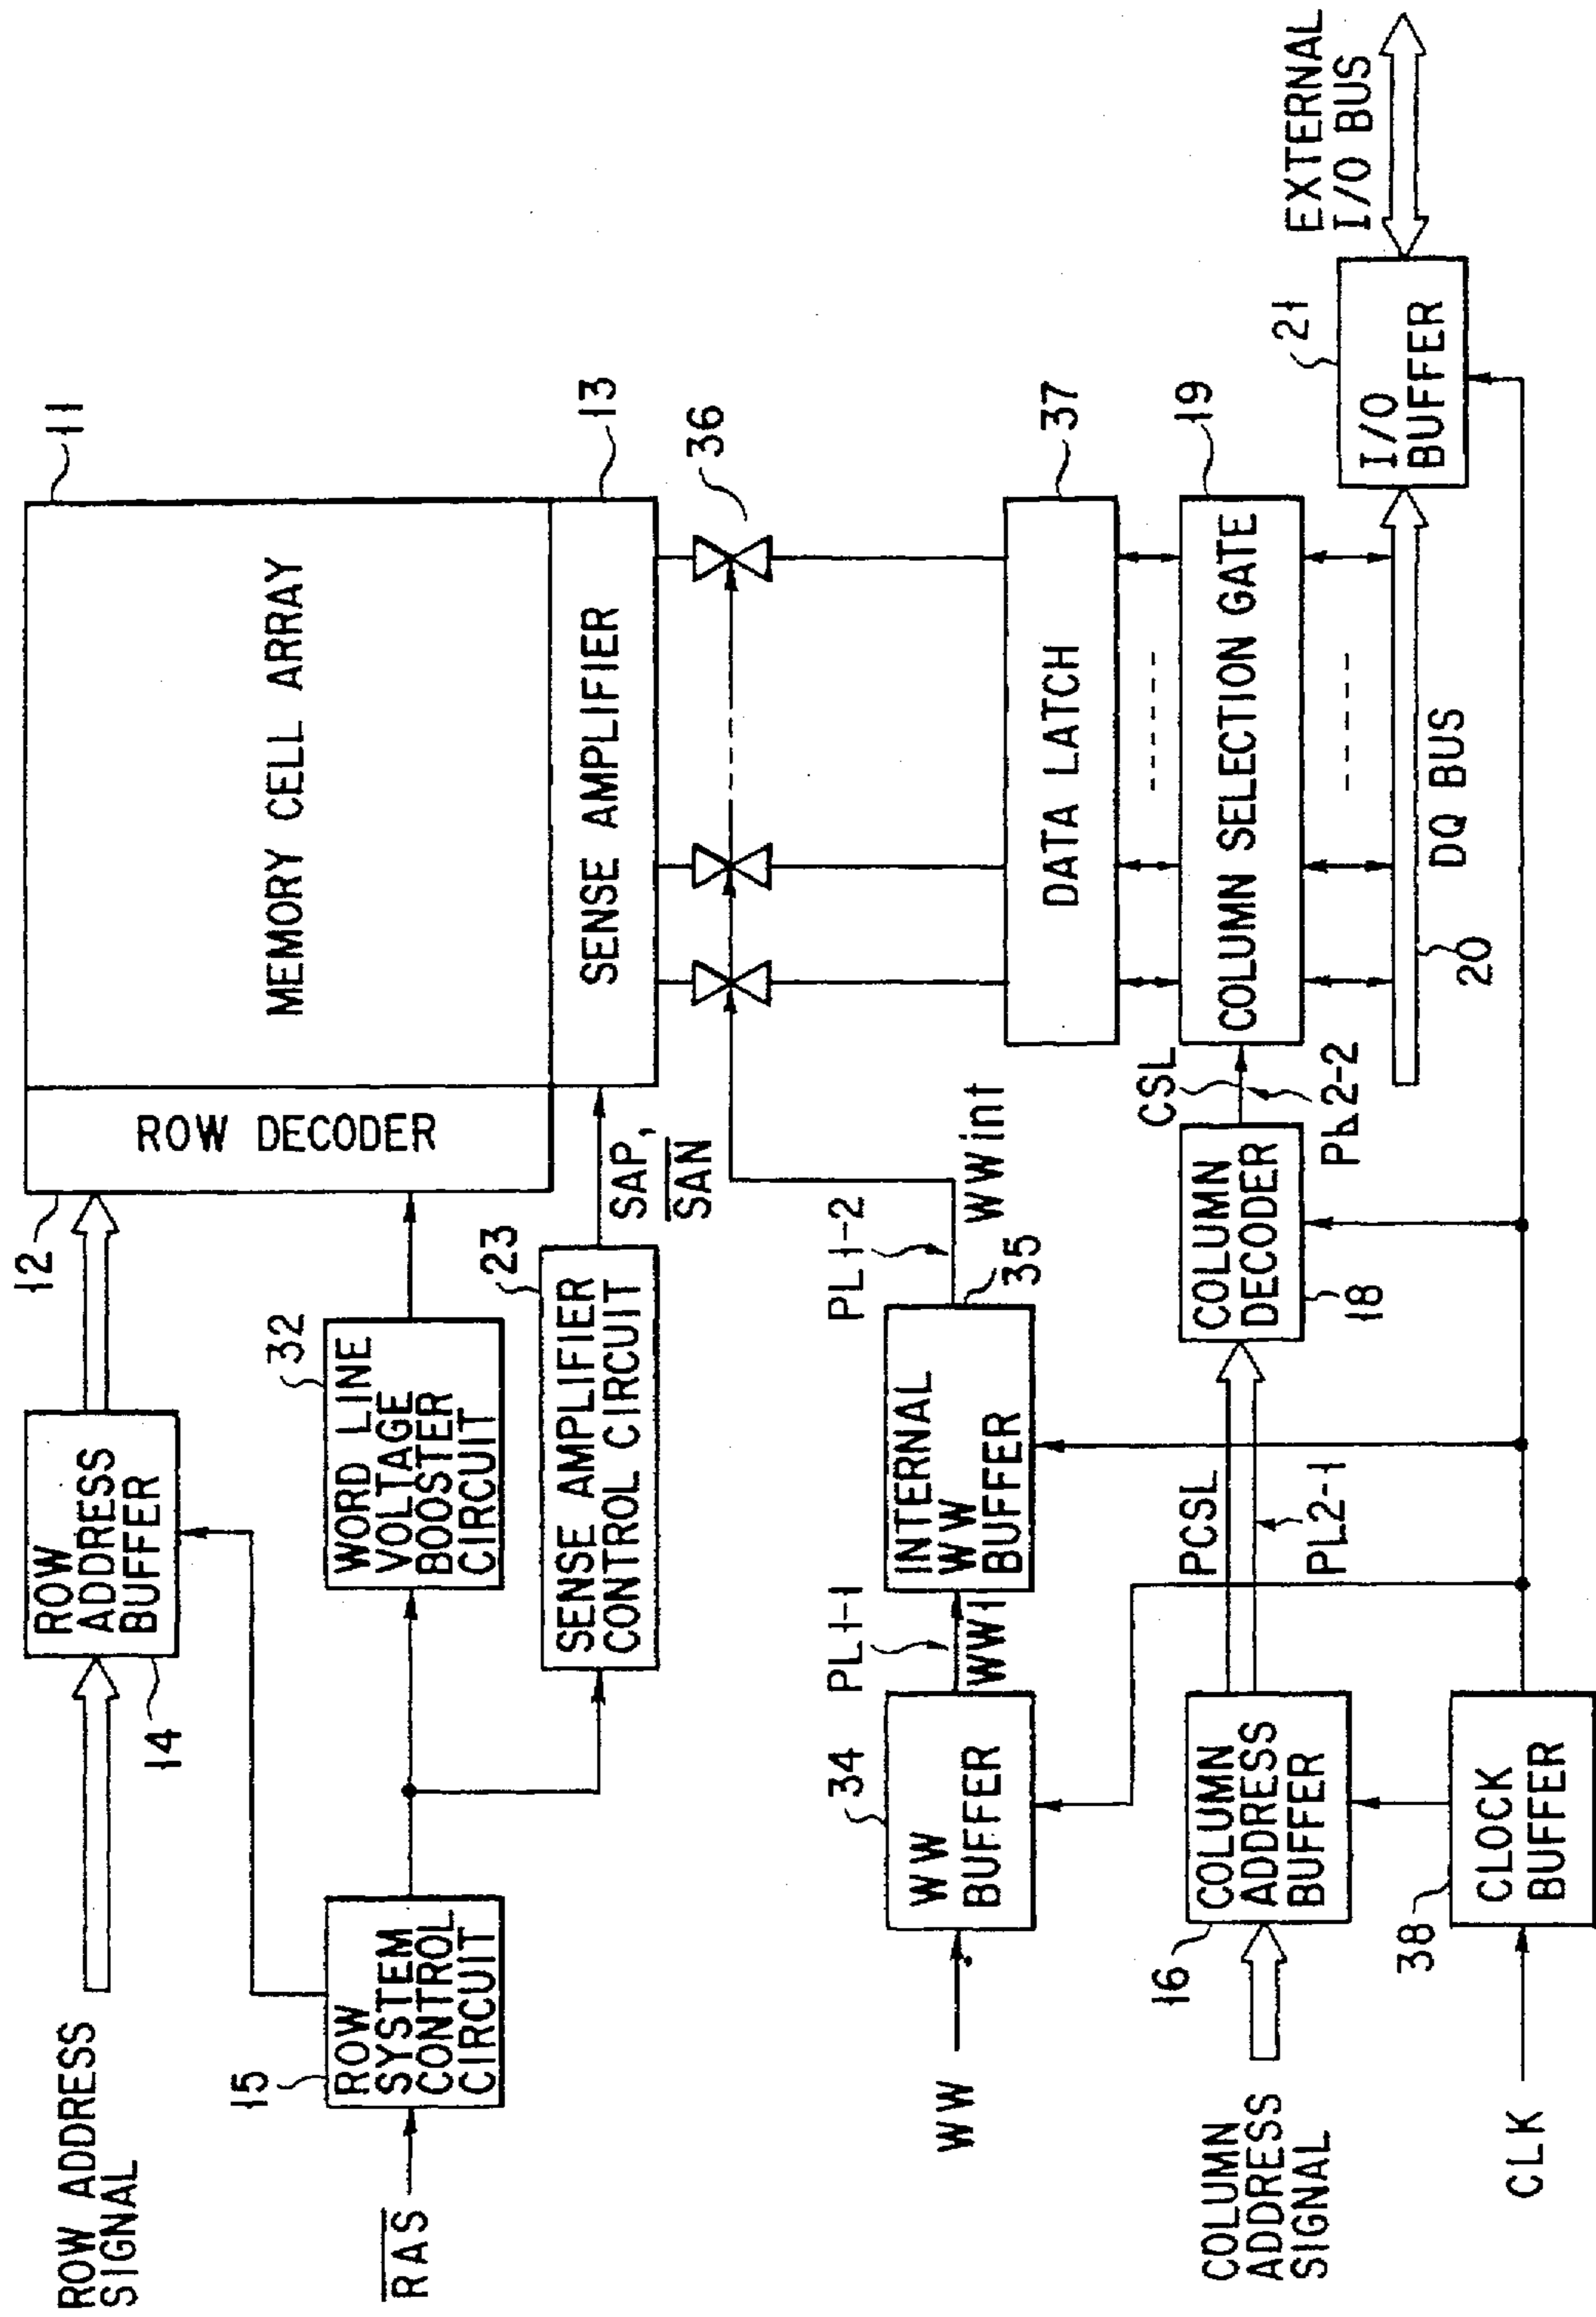 ROW ADDRESS
SIGNAL
ROW
ADDRESS
BUFFER
14
12
ROW DECODER
MEMORY CELL ARRAY
11
RAS
15
ROW
SYSTEM
CONTROL
CIRCUIT
32
WORD LINE
VOLTAGE
BOOSTER
CIRCUIT
23
SENSE AMPLIFIER
CONTROL CIRCUIT
SAP,
SAN
SENSE AMPLIFIER
13
36
WW
34
WW
BUFFER
PL1-1
WW1
INTERNAL
WW
BUFFER
35
PL1-2
WWint
DATA LATCH
37
COLUMN
ADDRESS
SIGNAL
16
COLUMN
ADDRESS
BUFFER
PCSL
PL2-1
COLUMN
DECODER
18
CSL
PL2-2
COLUMN SELECTION GATE
19
20
DQ BUS
21
I/O
BUFFER
EXTERNAL
I/O BUS
CLK
38
CLOCK
BUFFER